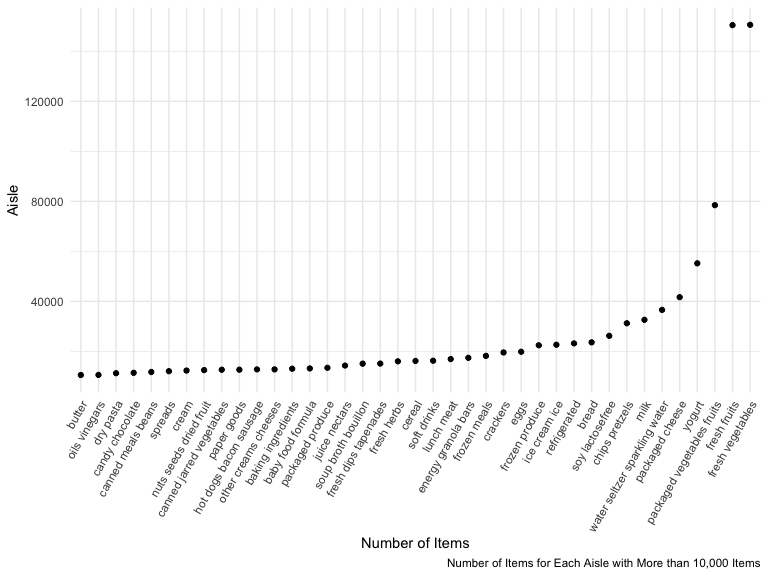 120000
80000
40000
Aisle
butter
oils vinegars
dry pasta
candy chocolate
canned meals beans
spreads
cream
nuts seeds dried fruit
canned jarred vegetables
paper goods
hot dogs bacon sausage
other creams cheeses
baking ingredients
baby food formula
packaged produce
juice nectars
soup broth bouillon
fresh dips tapenades
fresh herbs
cereal
soft drinks
lunch meat
energy granola bars
frozen meals
crackers
eggs
frozen produce
ice cream ice
refrigerated
bread
soy lactosefree
chips pretzels
milk
water seltzer sparkling water
packaged cheese
yogurt
packaged vegetables fruits
fresh fruits
fresh vegetables
Number of Items
Number of Items for Each Aisle with More than 10,000 Items